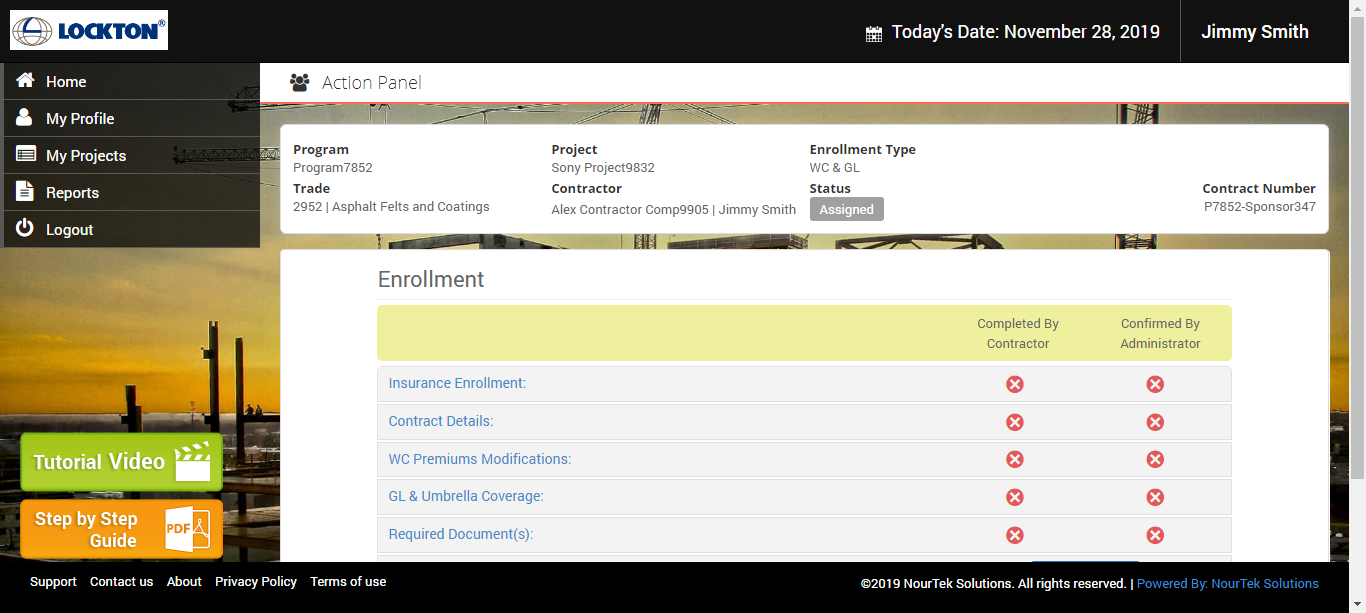 LOCKTON®
Today's Date: November 28, 2019
Jimmy Smith
Home
My Profile
My Projects
Reports
Logout
Action Panel
Program
Project
Enrollment Type
Program7852
Sony Project9832
WC & GL
Trade
Contractor
Status
Contract Number
2952 | Asphalt Felts and Coatings
Alex Contractor Comp9905 | Jimmy Smith
Assigned
P7852-Sponsor347
Enrollment
Completed By
Contractor
Confirmed By
Administrator
Insurance Enrollment:
Contract Details:
WC Premiums Modifications:
GL & Umbrella Coverage:
Required Document(s):
Tutorial Video
Step by Step
Guide
PDF
Support
Contact us
About
Privacy Policy
Terms of use
©2019 NourTek Solutions. All rights reserved. | Powered By: NourTek Solutions